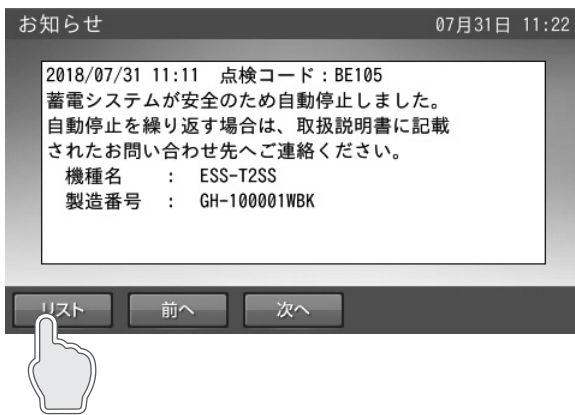 お知らせ 07月31日 11:22
2018/07/31 11:11 点検コード：BE105
蓄電システムが安全のため自動停止しました。
自動停止を繰り返す場合は、取扱説明書に記載
されたお問い合わせ先へご連絡ください。
機種名 ： ESS-T2SS
製造番号 ： GH-100001WBK
リスト 前へ 次へ